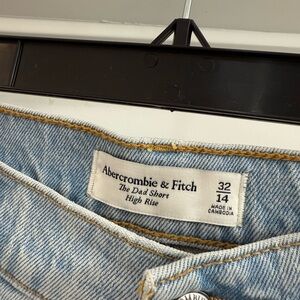 Abercrombie & Fitch
The Dad Short
High Rise
32
14
MADE IN
CAMBODIA